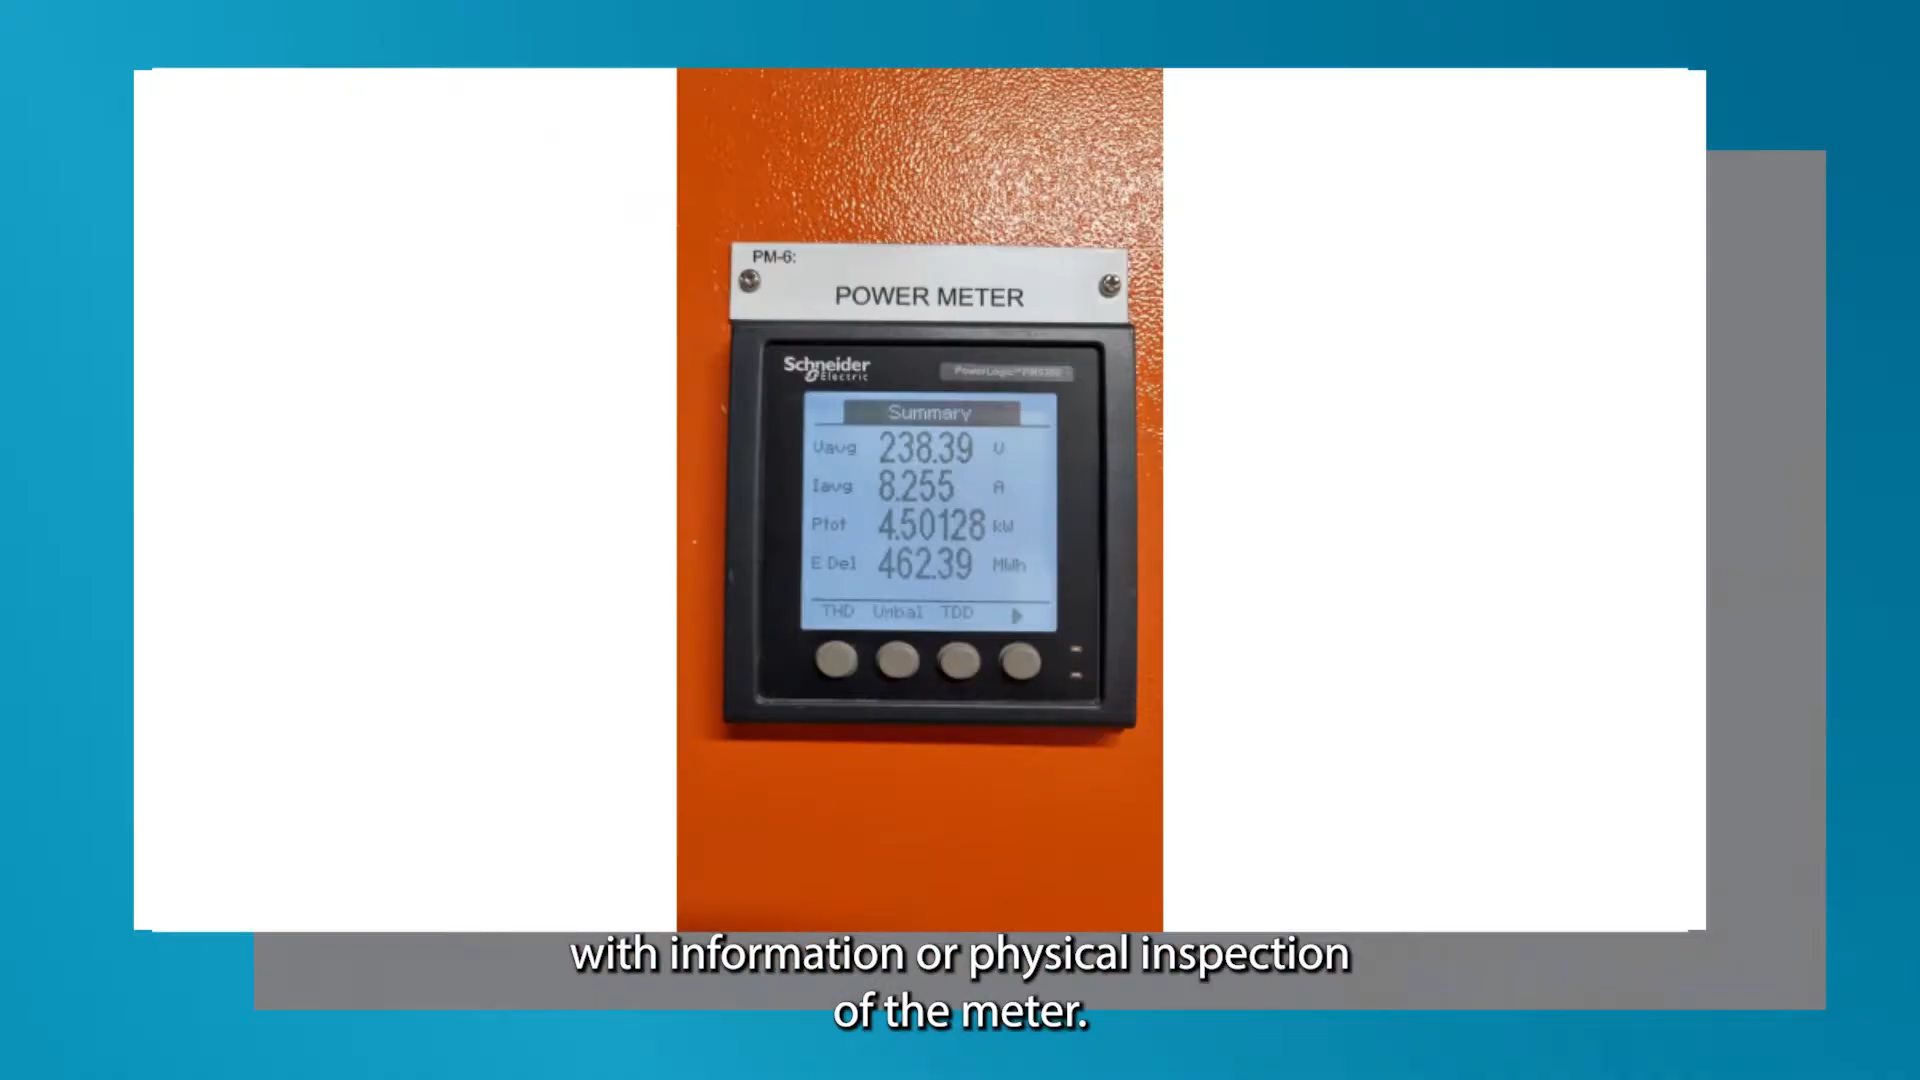 PM-6:
POWER METER
Schneider
Electric
PowerLogic™
Summary
Vavg 238.39 V
Iavg 8.255 A
Ptot 4.50128 kW
E Del 462.39 MWh
THD Unbal TDD
with information or physical inspection
of the meter.